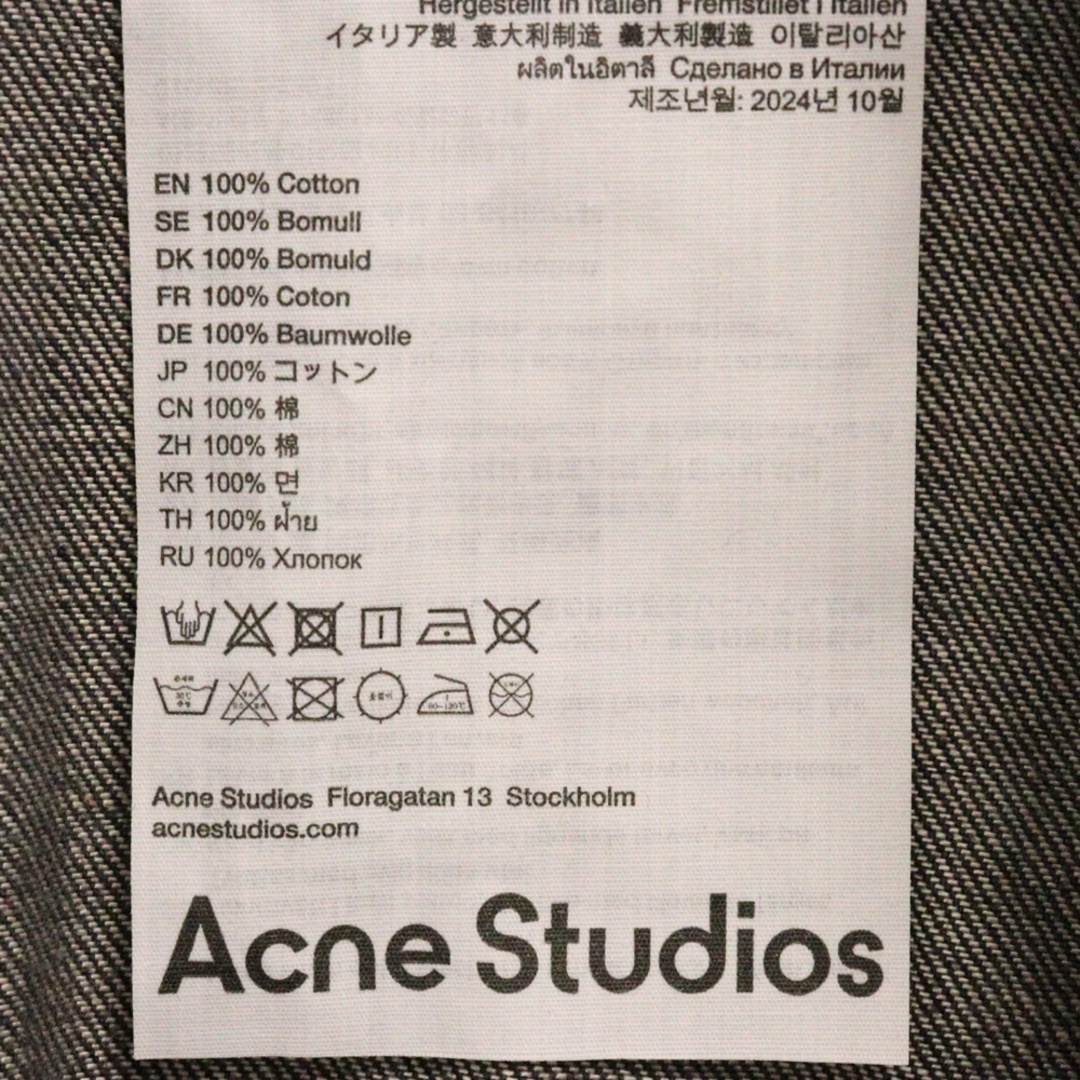 Hergestellt in Italien Fremstillet i Italien
イタリア製 意大利制造 義大利製造 이탈리아산
ผลิตในอิตาลี Сделано в Италии
제조년월: 2024년 10월
EN 100% Cotton
SE 100% Bomull
DK 100% Bomuld
FR 100% Coton
DE 100% Baumwolle
JP 100% コットン
CN 100% 棉
ZH 100% 棉
KR 100% 면
TH 100% ฝ้าย
RU 100% Хлопок
Acne Studios Floragatan 13 Stockholm
acnestudios.com
Acne Studios